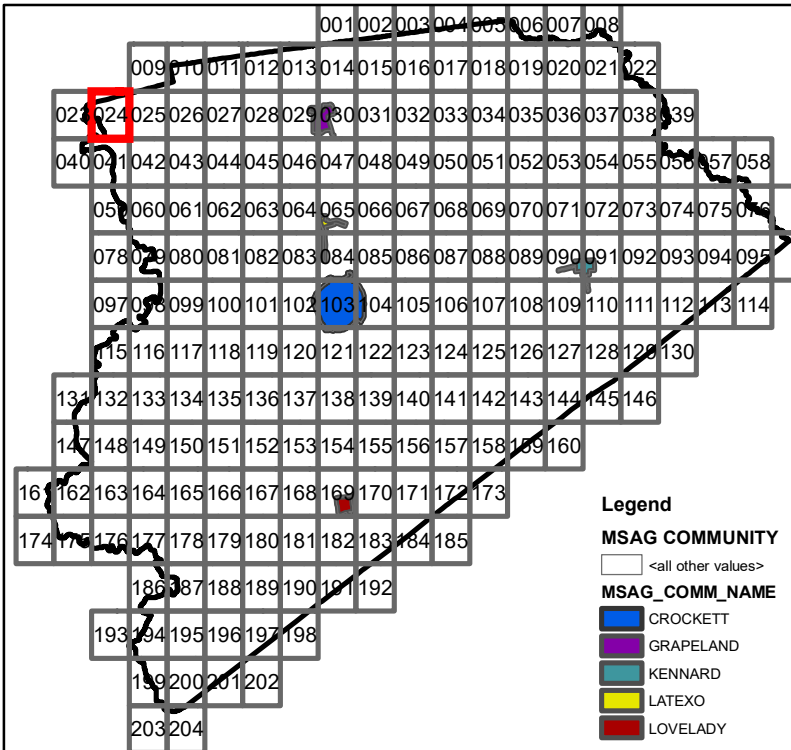 001 002 003 004 005 006 007 008
009 010 011 012 013 014 015 016 017 018 019 020 021 022
023 024 025 026 027 028 029 030 031 032 033 034 035 036 037 038 039
040 041 042 043 044 045 046 047 048 049 050 051 052 053 054 055 056 057 058
059 060 061 062 063 064 065 066 067 068 069 070 071 072 073 074 075 076
078 079 080 081 082 083 084 085 086 087 088 089 090 091 092 093 094 095
097 098 099 100 101 102 103 104 105 106 107 108 109 110 111 112 113 114
115 116 117 118 119 120 121 122 123 124 125 126 127 128 129 130
131 132 133 134 135 136 137 138 139 140 141 142 143 144 145 146
147 148 149 150 151 152 153 154 155 156 157 158 159 160
161 162 163 164 165 166 167 168 169 170 171 172 173
174 175 176 177 178 179 180 181 182 183 184 185
186 187 188 189 190 191 192
193 194 195 196 197 198
199 200 201 202
203 204
Legend
MSAG COMMUNITY
<all other values>
MSAG_COMM_NAME
CROCKETT
GRAPELAND
KENNARD
LATEXO
LOVELADY